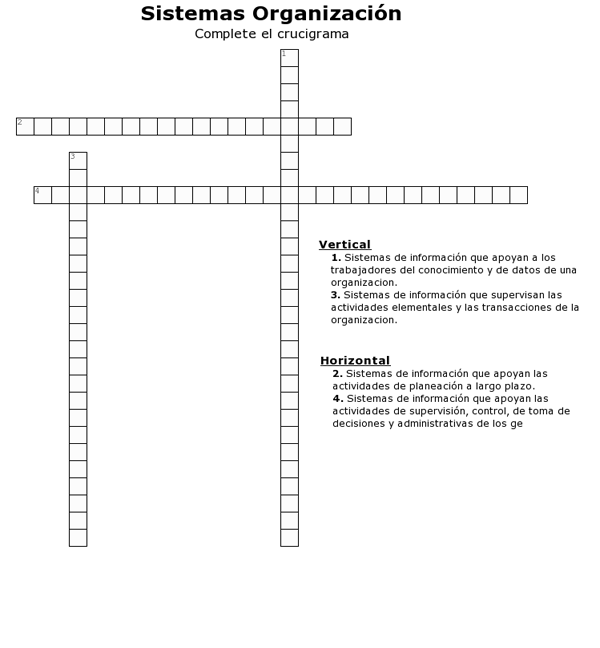 Sistemas Organización
Complete el crucigrama
1
2
3
4
Vertical
1. Sistemas de información que apoyan a los
trabajadores del conocimiento y de datos de una
organizacion.
3. Sistemas de información que supervisan las
actividades elementales y las transacciones de la
organizacion.
Horizontal
2. Sistemas de información que apoyan las
actividades de planeación a largo plazo.
4. Sistemas de información que apoyan las
actividades de supervisión, control, de toma de
decisiones y administrativas de los ge